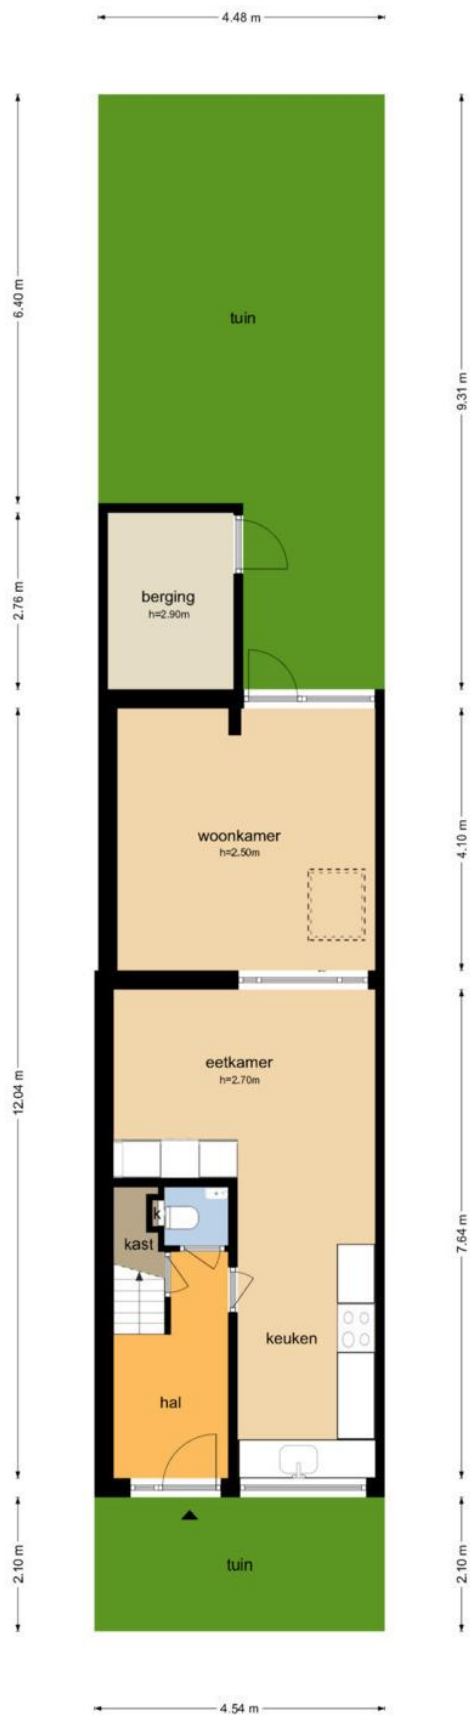 4.48 m
6.40 m
9.31 m
tuin
2.76 m
berging
h=2.90m
woonkamer
h=2.50m
4.10 m
12.04 m
eetkamer
h=2.70m
7.64 m
k
kast
keuken
hal
2.10 m
tuin
2.10 m
4.54 m